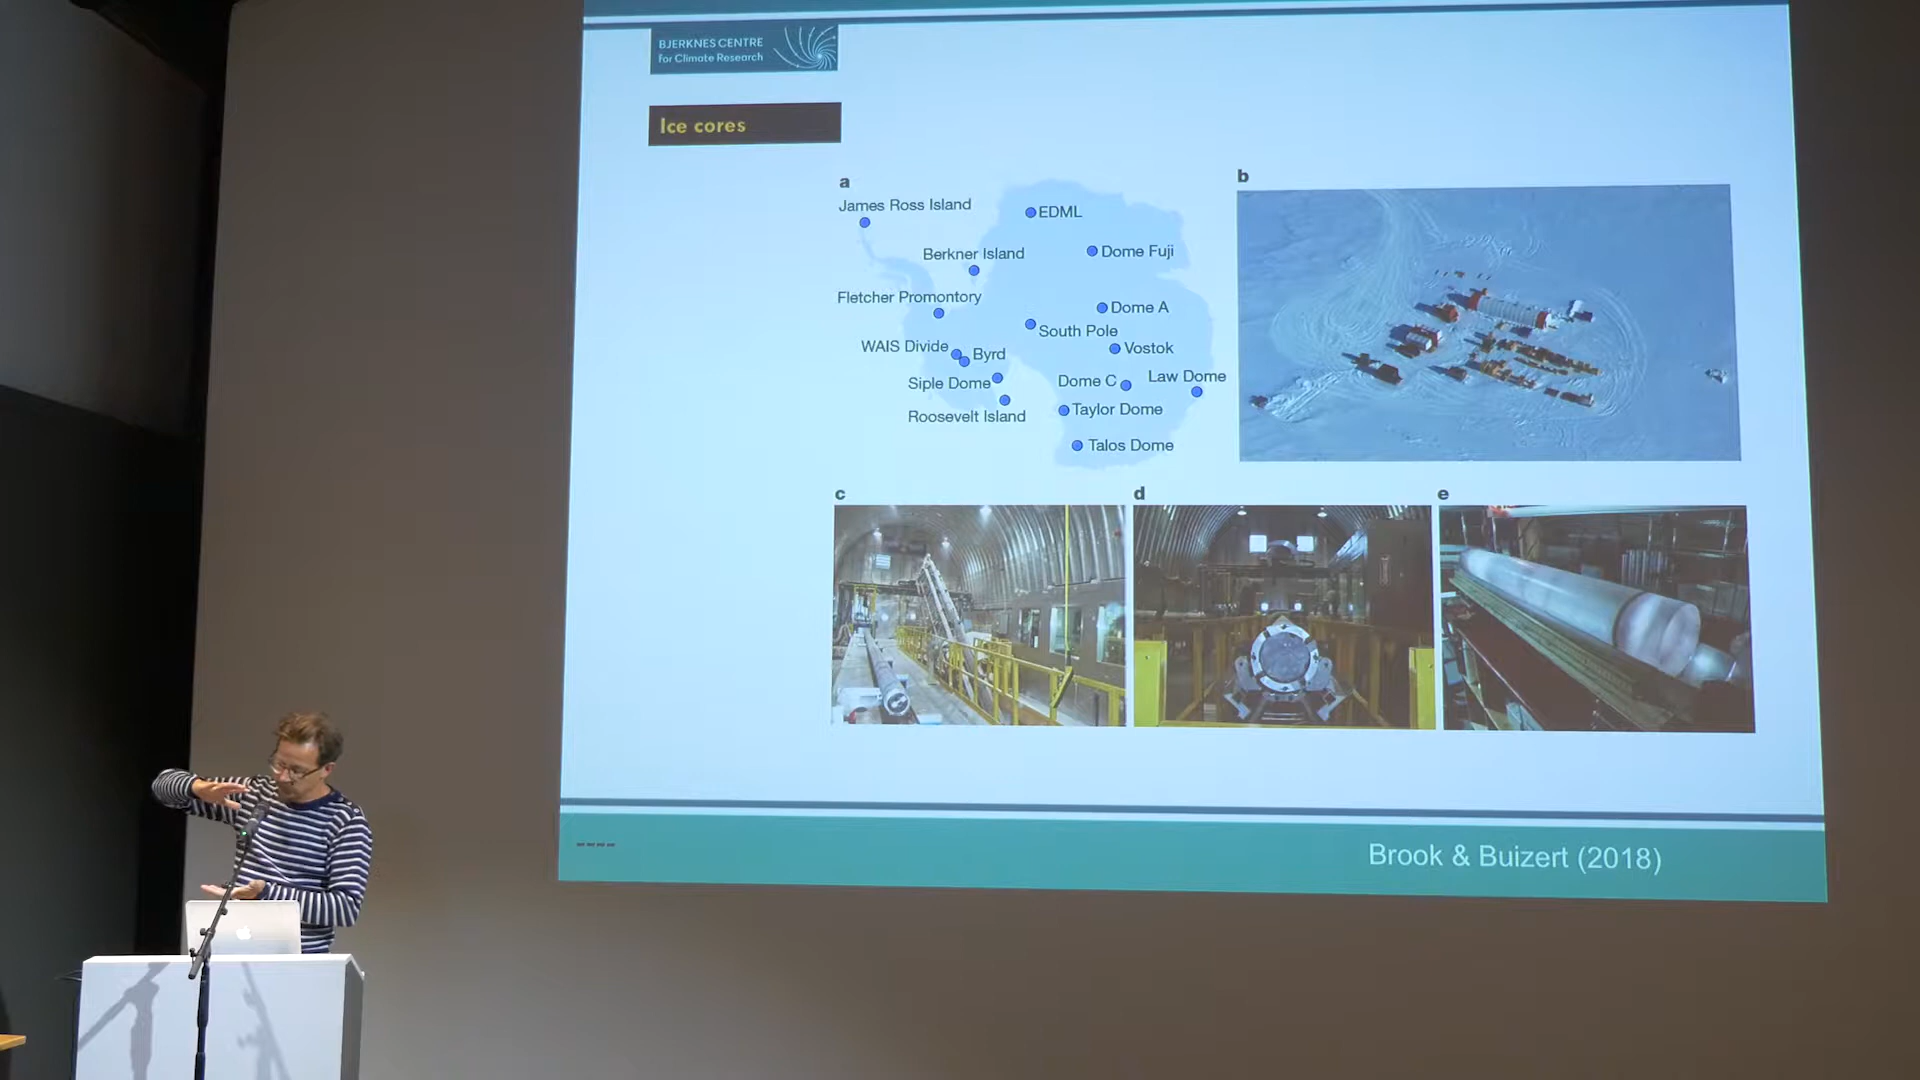 BJERKNES CENTRE
for Climate Research
Ice cores
a
James Ross Island
EDML
Berkner Island
Dome Fuji
Fletcher Promontory
Dome A
South Pole
WAIS Divide
Byrd
Vostok
Siple Dome
Dome C
Law Dome
Roosevelt Island
Taylor Dome
Talos Dome
b
c
d
e
Brook & Buizert (2018)